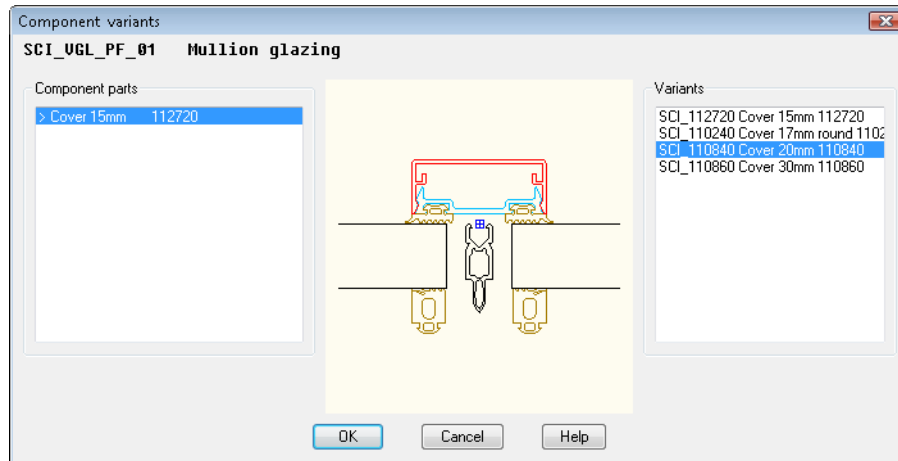 Component variants
SCI_VGL_PF_01 Mullion glazing
Component parts
> Cover 15mm 112720
Variants
SCI_112720 Cover 15mm 112720
SCI_110240 Cover 17mm round 1102
SCI_110840 Cover 20mm 110840
SCI_110860 Cover 30mm 110860
OK
Cancel
Help